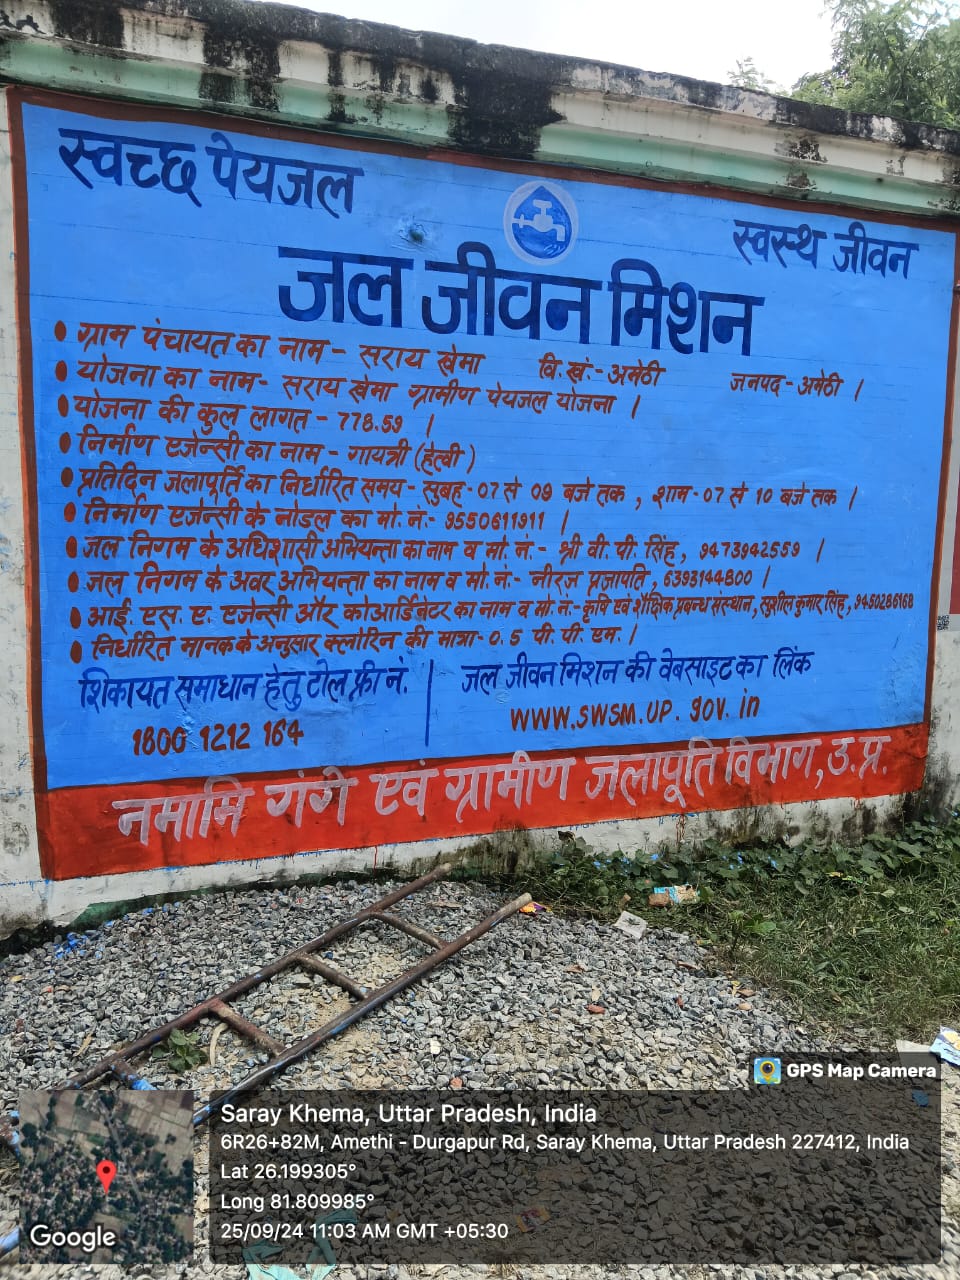 स्वच्छ पेयजल
स्वस्थ जीवन
जल जीवन मिशन
• ग्राम पंचायत का नाम - सराय खेमा वि.खं:- अमेठी जनपद - अमेठी |
• योजना का नाम- सराय खेमा ग्रामीण पेयजल योजना |
• योजना की कुल लागत - 778.59 |
• निर्माण एजेन्सी का नाम - गायत्री (हेत्वी)
• प्रतिदिन जलापूर्ति का निर्धारित समय- सुबह-07 से 09 बजे तक, शाम-07 से 10 बजे तक |
• निर्माण एजेन्सी के नोडल का मो. नं:- 9550611911 |
• जल निगम के अधिशासी अभियन्ता का नाम व मो. नं:- श्री वी. पी. सिंह, 9473942559 |
• जल निगम के अवर अभियन्ता का नाम व मो. नं:- नीरज प्रजापति, 6393144800 |
• आई. एस. ए. एजेन्सी और कोआर्डिनेटर का नाम व मो. नं- कृषि एवं शैक्षिक प्रबन्ध संस्थान, सुशील कुमार सिंह, 9450286168
• निर्धारित मानक के अनुसार क्लोरिन की मात्रा- 0.5 पी. पी. एम. |
शिकायत समाधान हेतु टोल फ्री नं.
1800 1212 164
जल जीवन मिशन की वेबसाइट का लिंक
www.swsm.up.gov.in
नमामि गंगे एवं ग्रामीण जलापूर्ति विभाग, उ.प्र.
GPS Map Camera
Saray Khema, Uttar Pradesh, India
6R26+82M, Amethi - Durgapur Rd, Saray Khema, Uttar Pradesh 227412, India
Lat 26.199305°
Long 81.809985°
25/09/24 11:03 AM GMT +05:30
Google